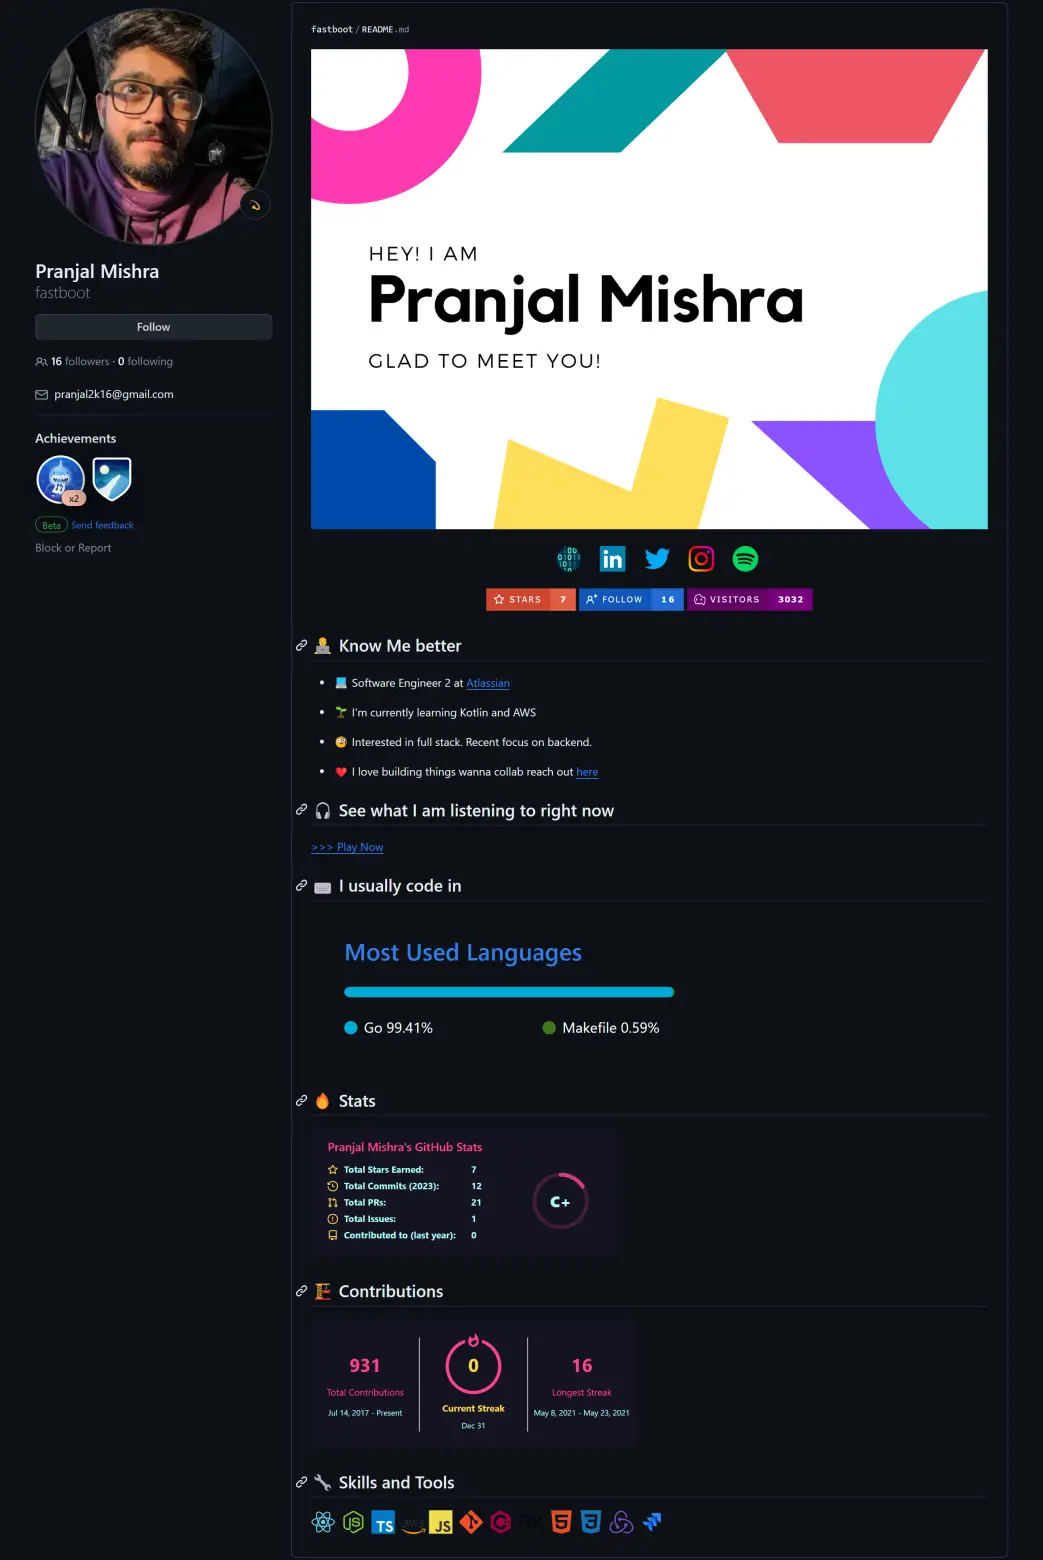 Pranjal Mishra
fastboot
Follow
16 followers · 0 following
pranjal2k16@gmail.com
Achievements
x2
Beta Send feedback
Block or Report
fastboot / README.md
HEY! I AM
Pranjal Mishra
GLAD TO MEET YOU!
in
STARS 7 FOLLOW 16 VISITORS 3032
Know Me better
Software Engineer 2 at Atlassian
I'm currently learning Kotlin and AWS
Interested in full stack. Recent focus on backend.
I love building things wanna collab reach out here
See what I am listening to right now
>>> Play Now
I usually code in
Most Used Languages
Go 99.41% Makefile 0.59%
Stats
Pranjal Mishra's GitHub Stats
Total Stars Earned: 7
Total Commits (2023): 12
Total PRs: 21
Total Issues: 1
Contributed to (last year): 0
C+
Contributions
931
Total Contributions
Jul 14, 2017 - Present
0
Current Streak
Dec 31
16
Longest Streak
May 8, 2021 - May 23, 2021
Skills and Tools
JS TS aws JS C EX 5 3